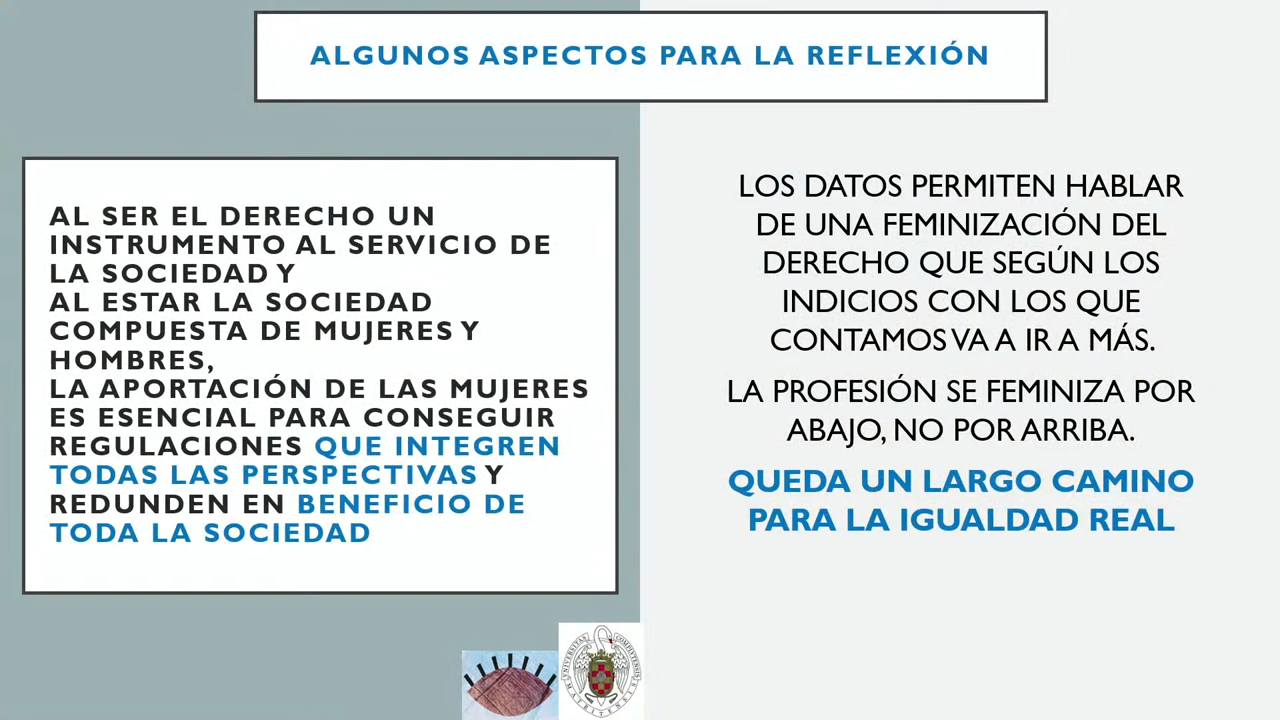 ALGUNOS ASPECTOS PARA LA REFLEXIÓN
AL SER EL DERECHO UN
INSTRUMENTO AL SERVICIO DE
LA SOCIEDAD Y
AL ESTAR LA SOCIEDAD
COMPUESTA DE MUJERES Y
HOMBRES,
LA APORTACIÓN DE LAS MUJERES
ES ESENCIAL PARA CONSEGUIR
REGULACIONES QUE INTEGREN
TODAS LAS PERSPECTIVAS Y
REDUNDEN EN BENEFICIO DE
TODA LA SOCIEDAD
LOS DATOS PERMITEN HABLAR
DE UNA FEMINIZACIÓN DEL
DERECHO QUE SEGÚN LOS
INDICIOS CON LOS QUE
CONTAMOS VA A IR A MÁS.
LA PROFESIÓN SE FEMINIZA POR
ABAJO, NO POR ARRIBA.
QUEDA UN LARGO CAMINO
PARA LA IGUALDAD REAL